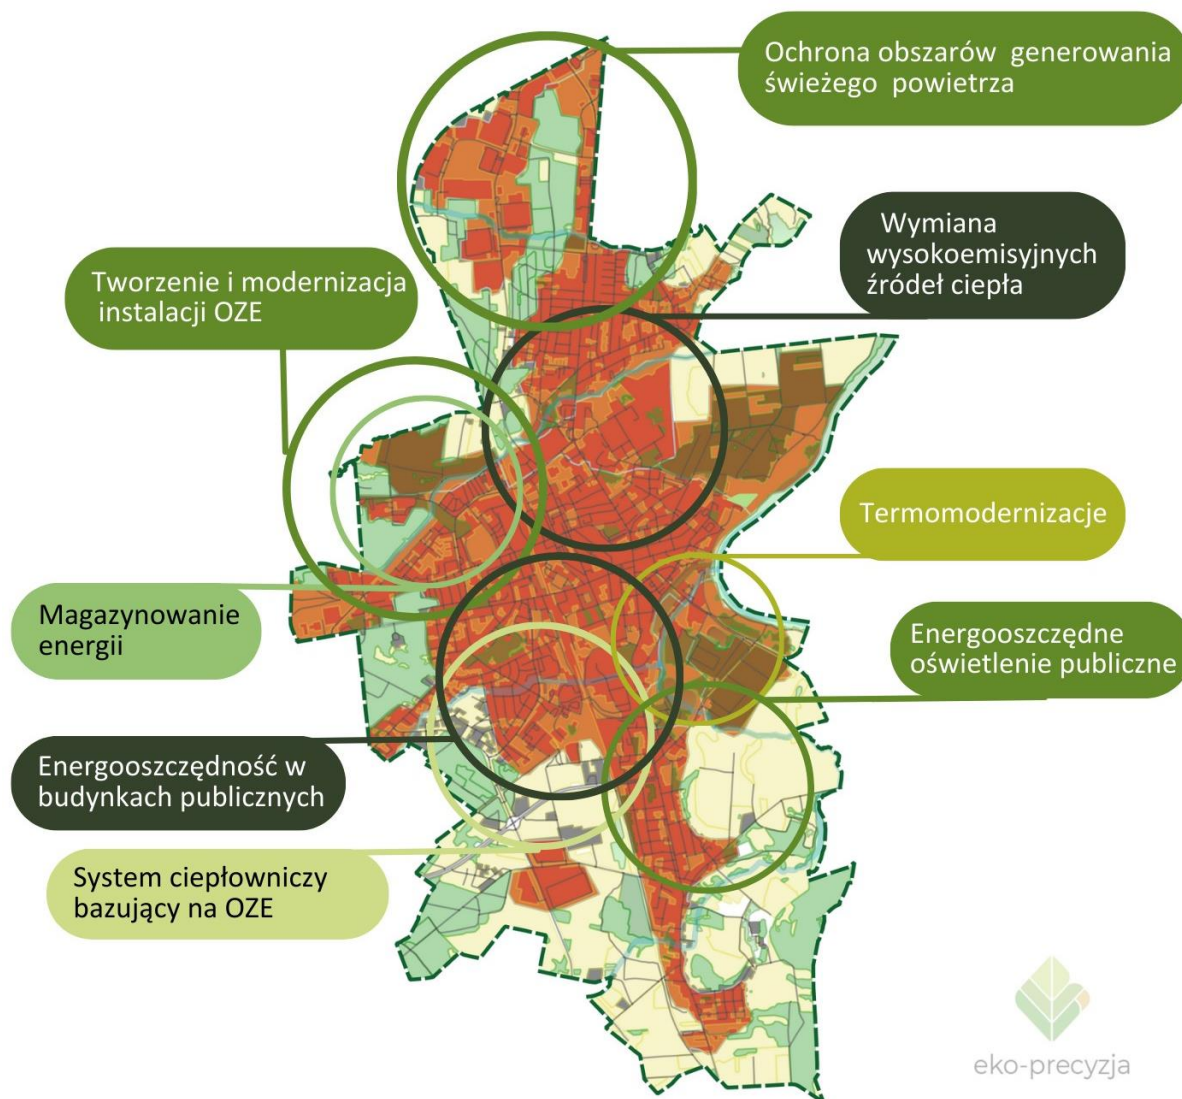 Ochrona obszarów generowania
świeżego powietrza
Wymiana
wysokoemisyjnych
źródeł ciepła
Tworzenie i modernizacja
instalacji OZE
Termomodernizacje
Magazynowanie
energii
Energooszczędne
oświetlenie publiczne
Energooszczędność w
budynkach publicznych
System ciepłowniczy
bazujący na OZE
eko-precyzja